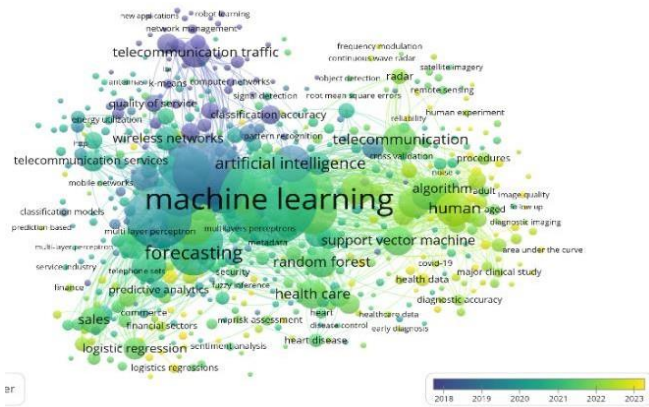 new applications
robot learning
network management
telecommunication traffic
frequency modulation
continuous wave radar
satellite imagery
antennas
k-means
computer networks
object detection
radar
remote sensing
quality of service
signal detection
root mean square errors
energy utilization
classification accuracy
reliability
human experiment
wireless networks
pattern recognition
telecommunication
telecommunication services
artificial intelligence
cross validation
procedures
noise
mobile networks
machine learning
algorithm
adult
image quality
follow up
classification models
human
aged
diagnostic imaging
prediction based
multi layer perceptron
multilayers perceptrons
multi-layer perceptron
metadata
support vector machine
area under the curve
forecasting
service industry
telephone sets
security
random forest
covid-19
major clinical study
finance
predictive analytics
fuzzy inference
health care
health data
diagnostic accuracy
commerce
heart
healthcare data
sales
financial sectors
risk assessment
disease control
early diagnosis
logistic regression
sentiment analysis
heart disease
logistics regressions
er
2018 2019 2020 2021 2022 2023